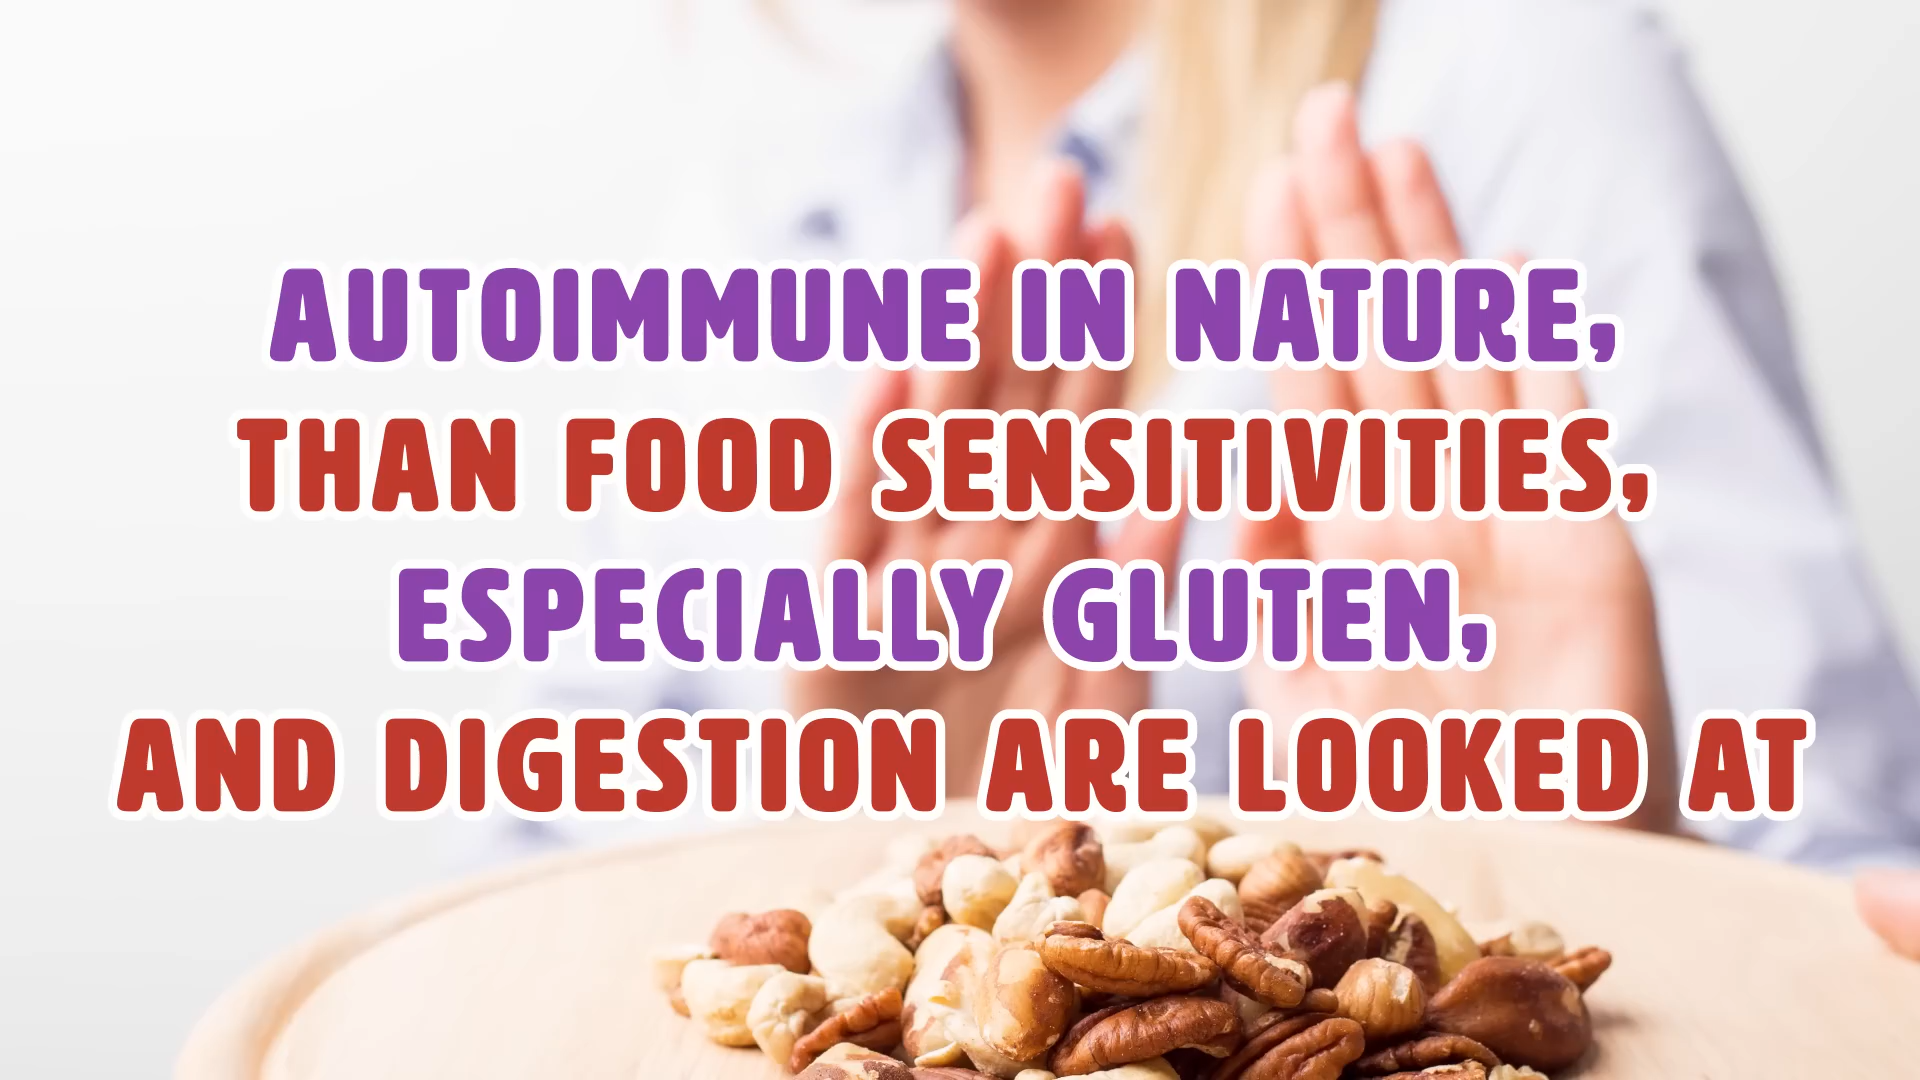 AUTOIMMUNE IN NATURE,
THAN FOOD SENSITIVITIES,
ESPECIALLY GLUTEN,
AND DIGESTION ARE LOOKED AT